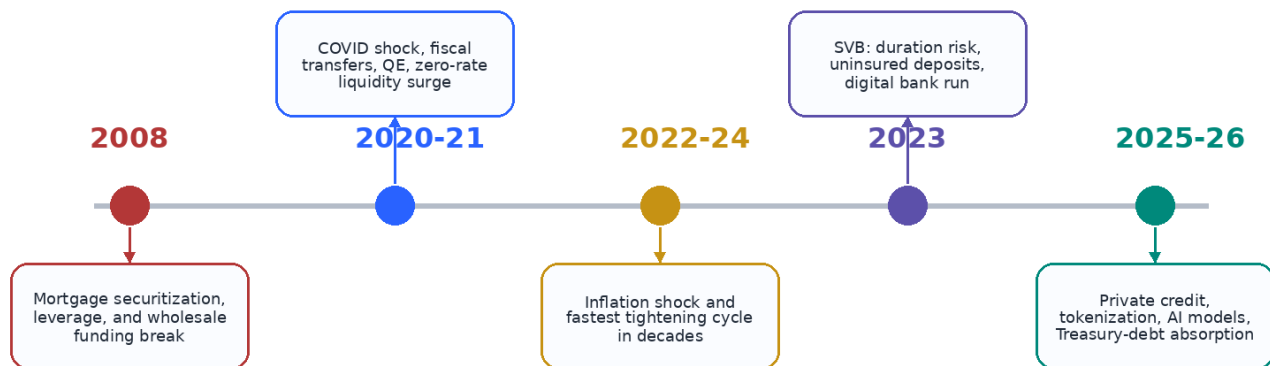 COVID shock, fiscal
transfers, QE, zero-rate
liquidity surge
SVB: duration risk,
uninsured deposits,
digital bank run
2008
2020-21
2022-24
2023
2025-26
Mortgage securitization,
leverage, and wholesale
funding break
Inflation shock and
fastest tightening cycle
in decades
Private credit,
tokenization, AI models,
Treasury-debt absorption